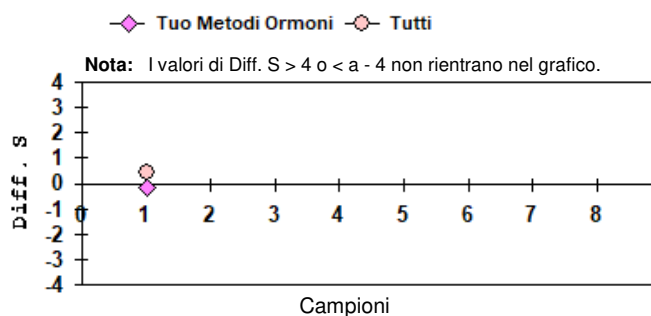 Tuo Metodi Ormoni Tutti
Nota: I valori di Diff. S > 4 o < a - 4 non rientrano nel grafico.
4
3
2
1
0
-1
-2
-3
-4
Diff. S
0 1 2 3 4 5 6 7 8
Campioni